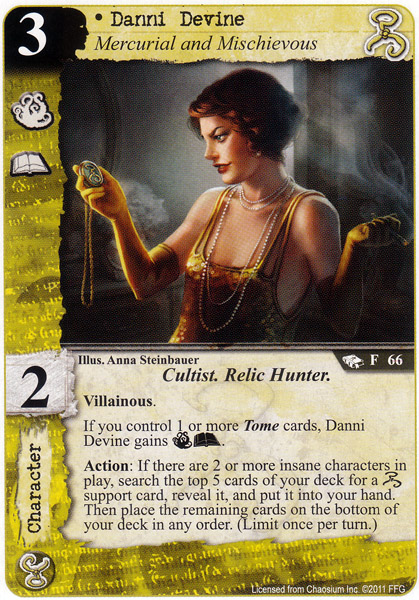 3
• Danni Devine
Mercurial and Mischievous
Illus. Anna Steinbauer
F 66
Cultist. Relic Hunter.
2
Villainous.
If you control 1 or more Tome cards, Danni
Devine gains .
Action: If there are 2 or more insane characters in
play, search the top 5 cards of your deck for a
support card, reveal it, and put it into your hand.
Then place the remaining cards on the bottom of
your deck in any order. (Limit once per turn.)
Character
Licensed from Chaosium Inc. ©2011 FFG